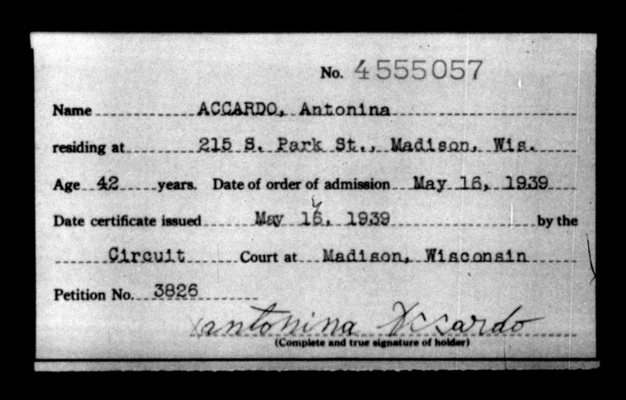 No. 4555057
Name ACCARDO, Antonina
residing at 215 S. Park St., Madison, Wis.
Age 42 years. Date of order of admission May 16, 1939
Date certificate issued May 16, 1939 by the
Circuit Court at Madison, Wisconsin
Petition No. 3826
Antonina Accardo
(Complete and true signature of holder)